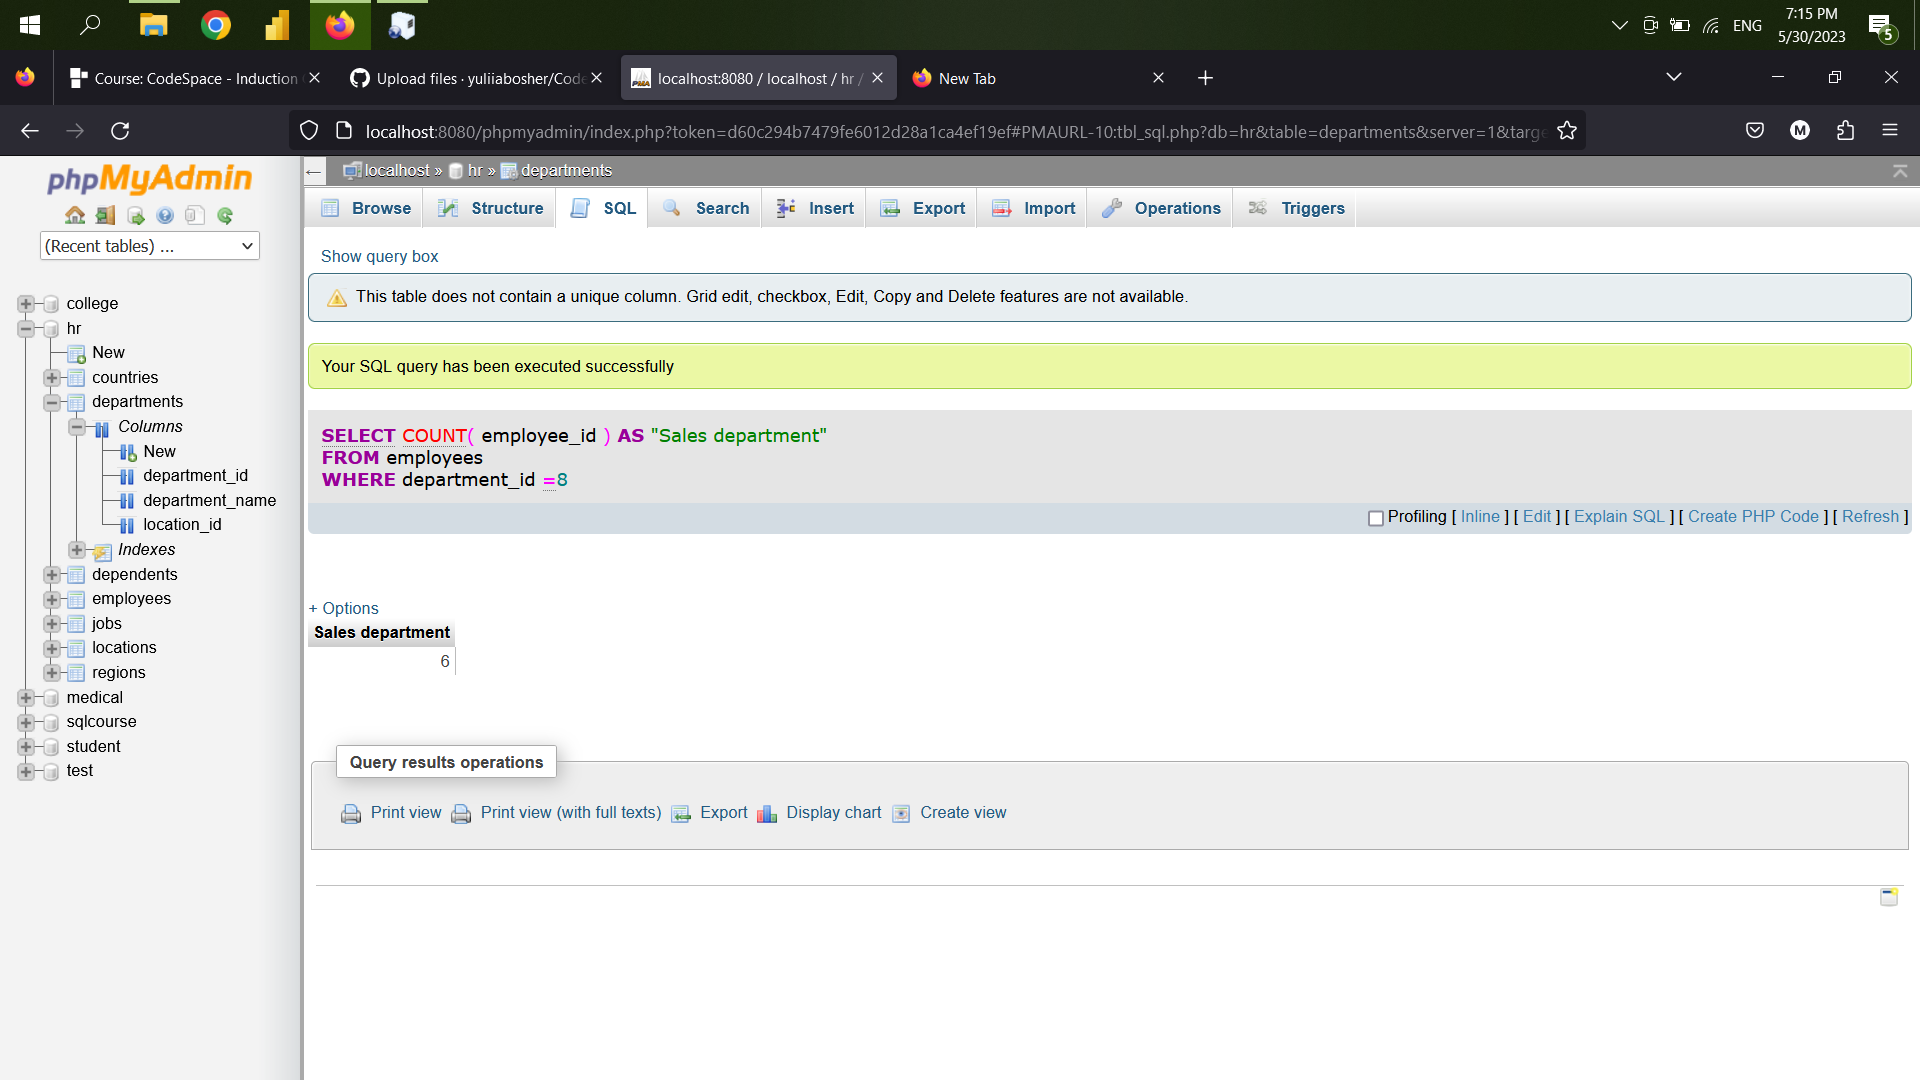 ENG
7:15 PM
5/30/2023
5
Course: CodeSpace - Induction
Upload files · yuliiabosher/Code
localhost:8080 / localhost / hr /
New Tab
localhost:8080/phpmyadmin/index.php?token=d60c294b7479fe6012d28a1ca4ef19ef#PMAURL-10:tbl_sql.php?db=hr&table=departments&server=1&targe
M
phpMyAdmin
(Recent tables) ...
college
hr
New
countries
departments
Columns
New
department_id
department_name
location_id
Indexes
dependents
employees
jobs
locations
regions
medical
sqlcourse
student
test
localhost » hr » departments
Browse Structure SQL Search Insert Export Import Operations Triggers
Show query box
This table does not contain a unique column. Grid edit, checkbox, Edit, Copy and Delete features are not available.
Your SQL query has been executed successfully
SELECT COUNT( employee_id ) AS "Sales department"
FROM employees
WHERE department_id =8
Profiling [ Inline ] [ Edit ] [ Explain SQL ] [ Create PHP Code ] [ Refresh ]
+ Options
Sales department
6
Query results operations
Print view Print view (with full texts) Export Display chart Create view